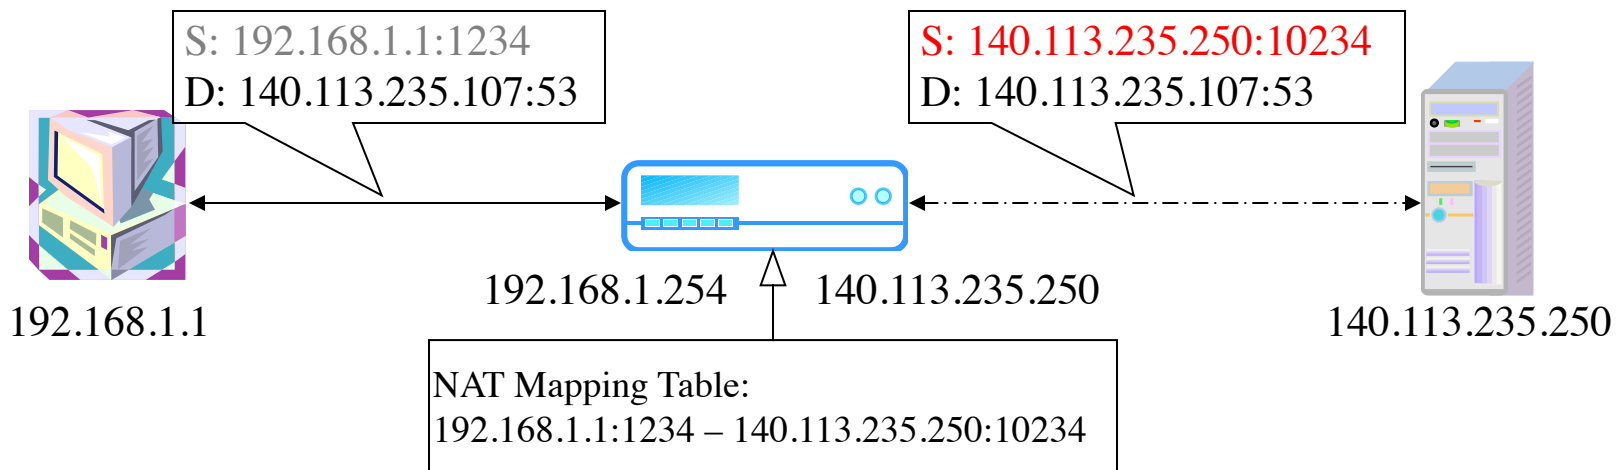 S: 192.168.1.1:1234
D: 140.113.235.107:53
S: 140.113.235.250:10234
D: 140.113.235.107:53
192.168.1.1
192.168.1.254
140.113.235.250
140.113.235.250
NAT Mapping Table:
192.168.1.1:1234 – 140.113.235.250:10234